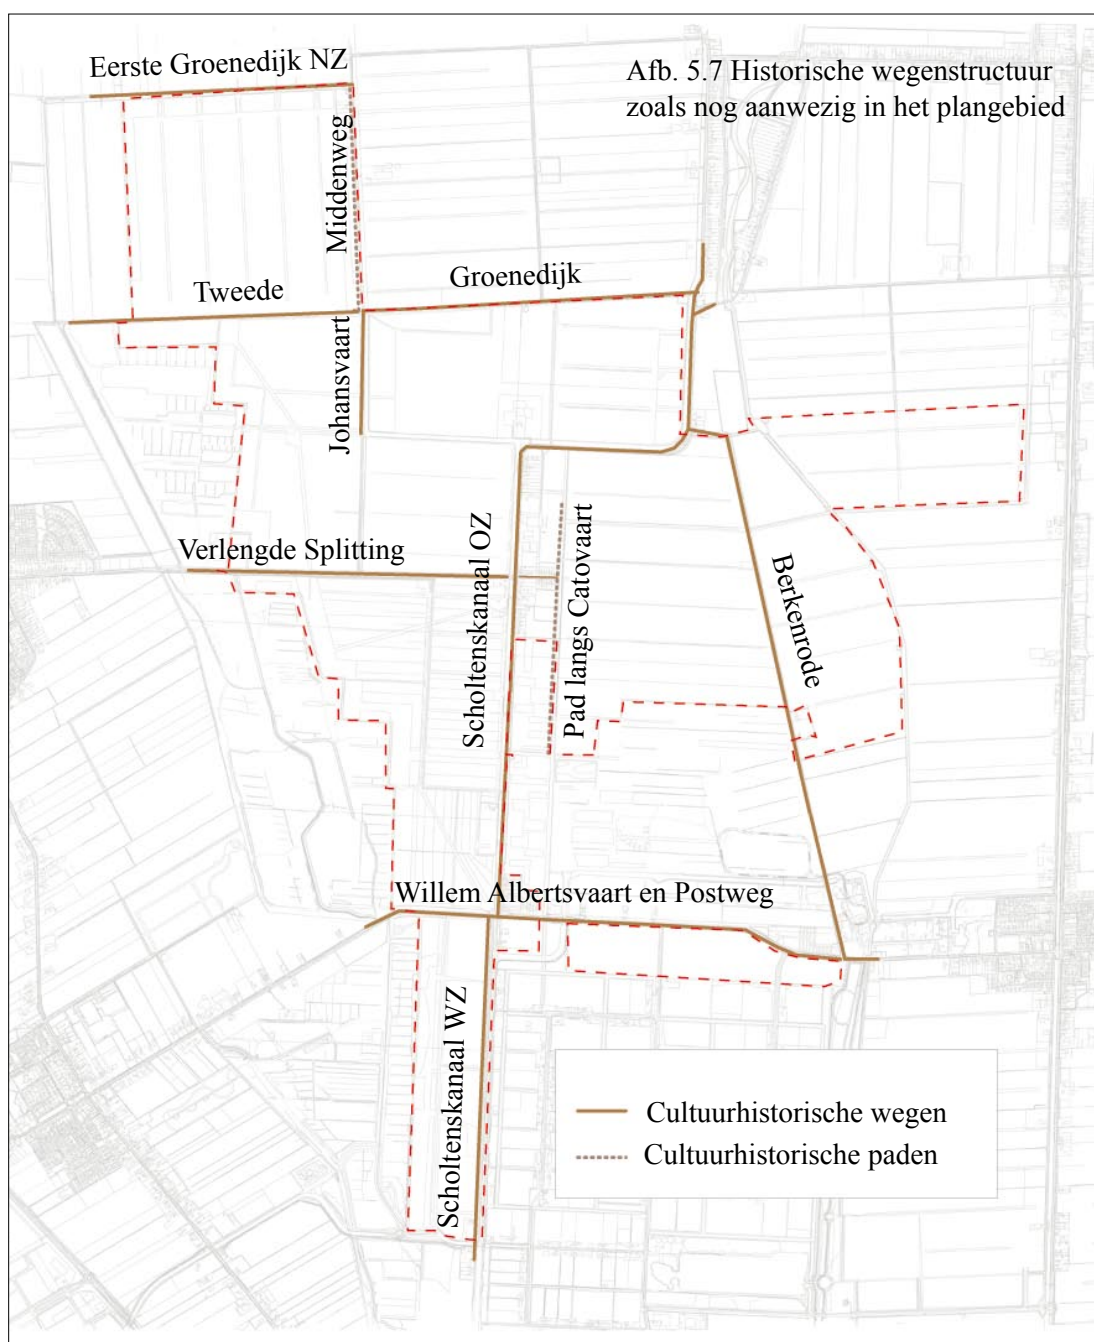 Eerste Groenedijk NZ
Afb. 5.7 Historische wegenstructuur
zoals nog aanwezig in het plangebied
Middenweg
Tweede
Groenedijk
Johansvaart
Verlengde Splitting
Scholtenskanaal OZ
Pad langs Catovaart
Berkenrode
Willem Albertsvaart en Postweg
Scholtenskanaal WZ
Cultuurhistorische wegen
Cultuurhistorische paden